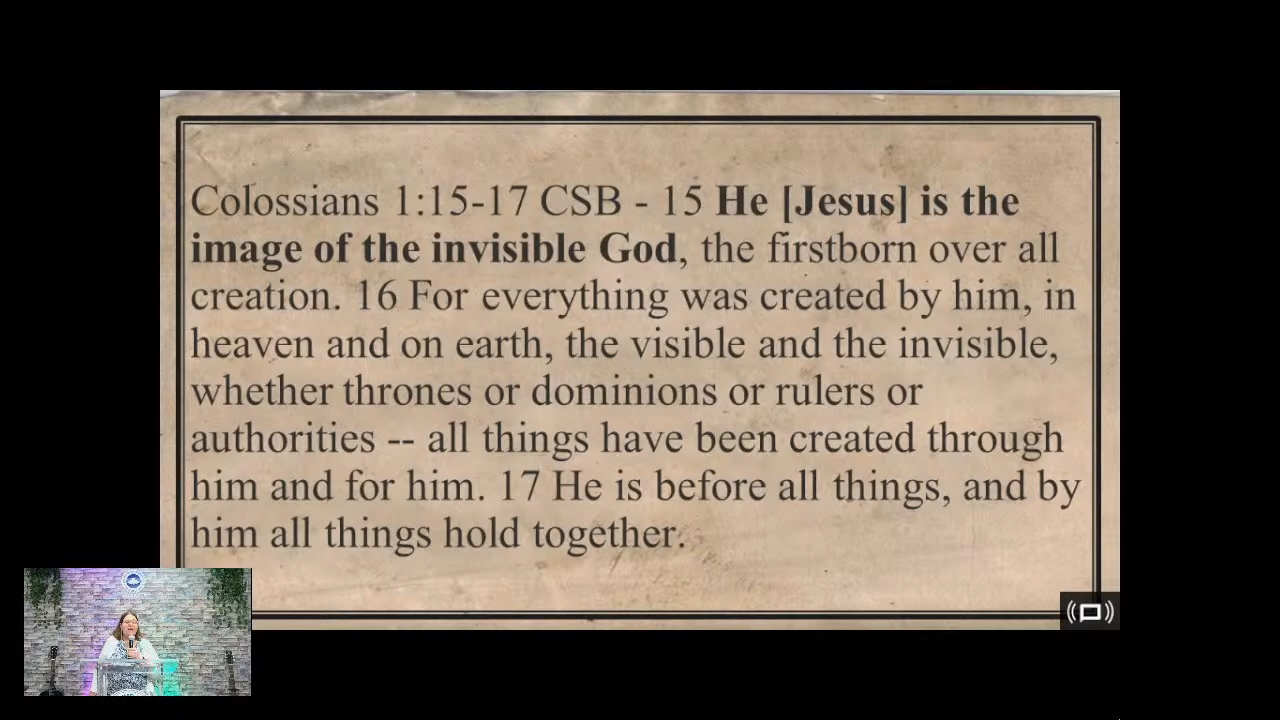 Colossians 1:15-17 CSB - 15 He [Jesus] is the
image of the invisible God, the firstborn over all
creation. 16 For everything was created by him, in
heaven and on earth, the visible and the invisible,
whether thrones or dominions or rulers or
authorities -- all things have been created through
him and for him. 17 He is before all things, and by
him all things hold together.